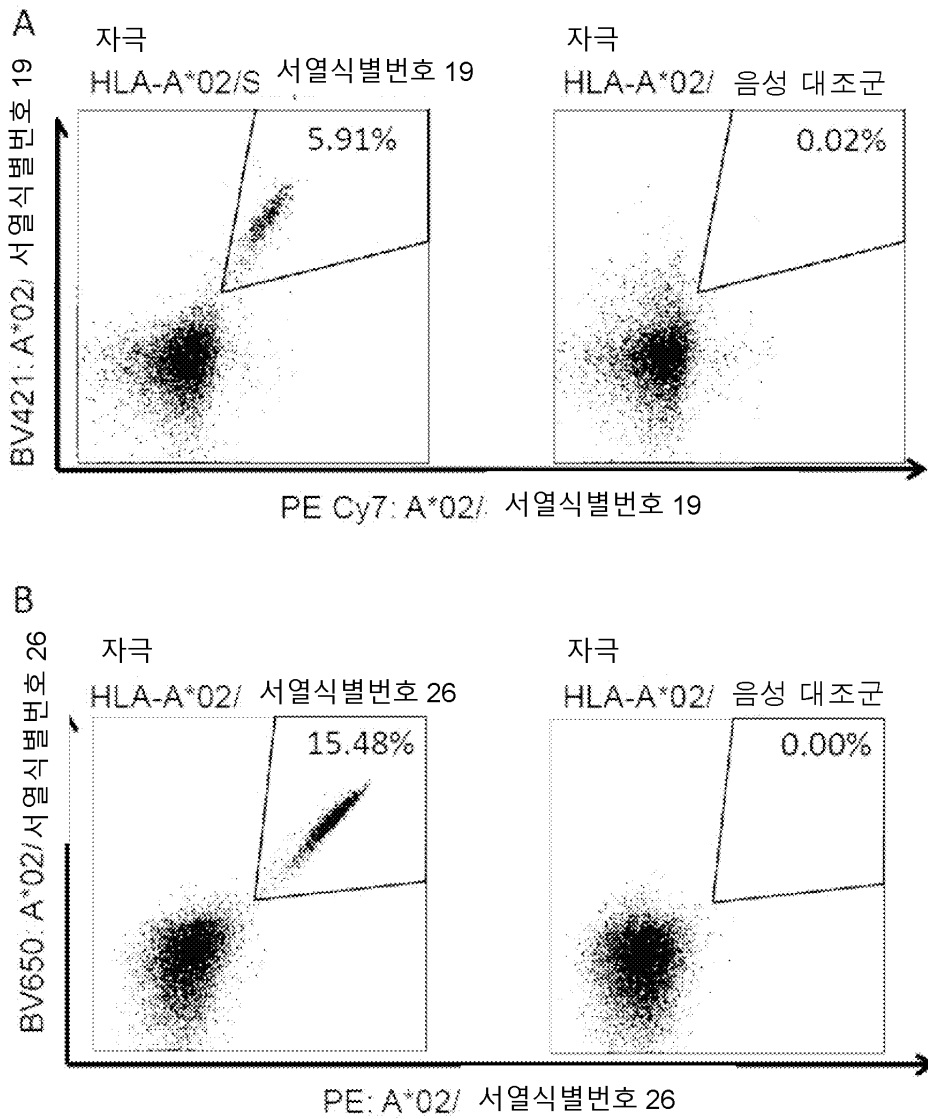 A
자극
HLA-A*02/S 서열식별번호 19
자극
HLA-A*02/ 음성 대조군
BV421: A*02/ 서열식별번호 19
5.91%
0.02%
PE Cy7: A*02/ 서열식별번호 19
B
자극
HLA-A*02/ 서열식별번호 26
자극
HLA-A*02/ 음성 대조군
BV650: A*02/ 서열식별번호 26
15.48%
0.00%
PE: A*02/ 서열식별번호 26